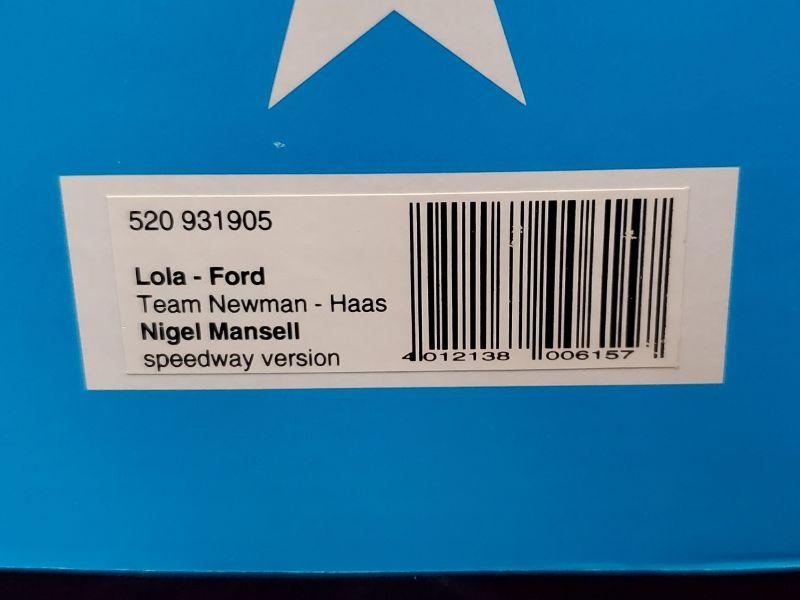 520 931905
Lola - Ford
Team Newman - Haas
Nigel Mansell
speedway version
4 012138 006157